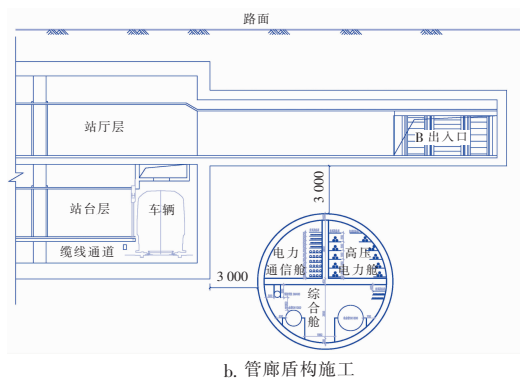 路面
站厅层
B 出入口
3 000
站台层
车辆
缆线通道
3 000
电力
通信舱
高压
电力舱
综
合
舱
b. 管廊盾构施工